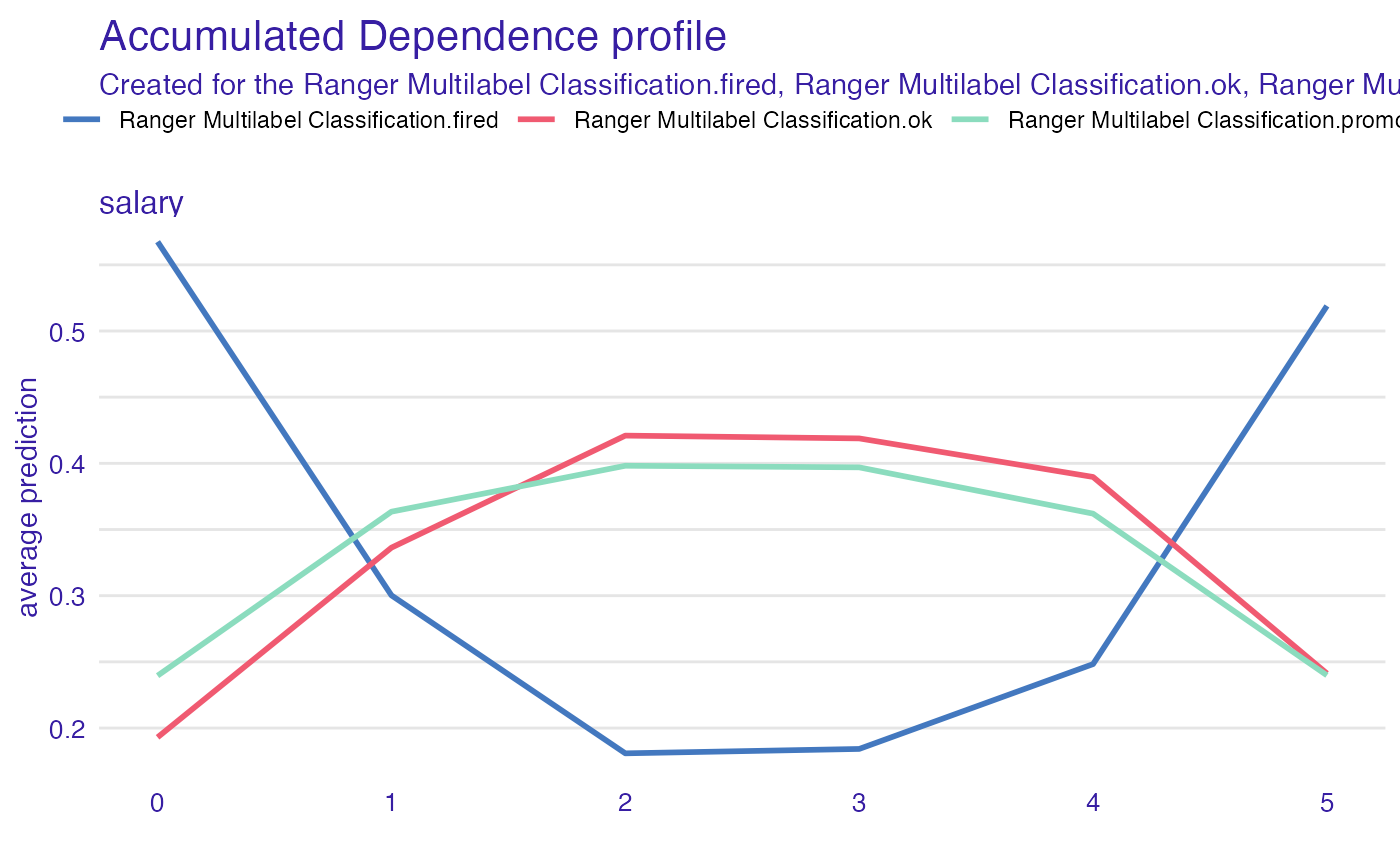 Accumulated Dependence profile
Created for the Ranger Multilabel Classification.fired, Ranger Multilabel Classification.ok, Ranger Mu
Ranger Multilabel Classification.fired Ranger Multilabel Classification.ok Ranger Multilabel Classification.promo
salary
0.5
0.4
0.3
0.2
average prediction
0 1 2 3 4 5